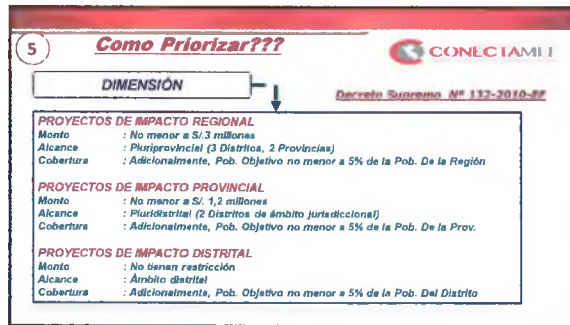 5
Como Priorizar???
CONECTAMEF
DIMENSIÓN
Decreto Supremo Nº 132-2010-EF
PROYECTOS DE IMPACTO REGIONAL
Monto : No menor a S/.3 millones
Alcance : Pluriprovincial (3 Distritos, 2 Provincias)
Cobertura : Adicionalmente, Pob. Objetivo no menor a 5% de la Pob. De la Región
PROYECTOS DE IMPACTO PROVINCIAL
Monto : No menor a S/. 1,2 millones
Alcance : Pluridistrital (2 Distritos de ámbito jurisdiccional)
Cobertura : Adicionalmente, Pob. Objetivo no menor a 5% de la Pob. De la Prov.
PROYECTOS DE IMPACTO DISTRITAL
Monto : No tienen restricción
Alcance : Ámbito distrital
Cobertura : Adicionalmente, Pob. Objetivo no menor a 5% de la Pob. Del Distrito